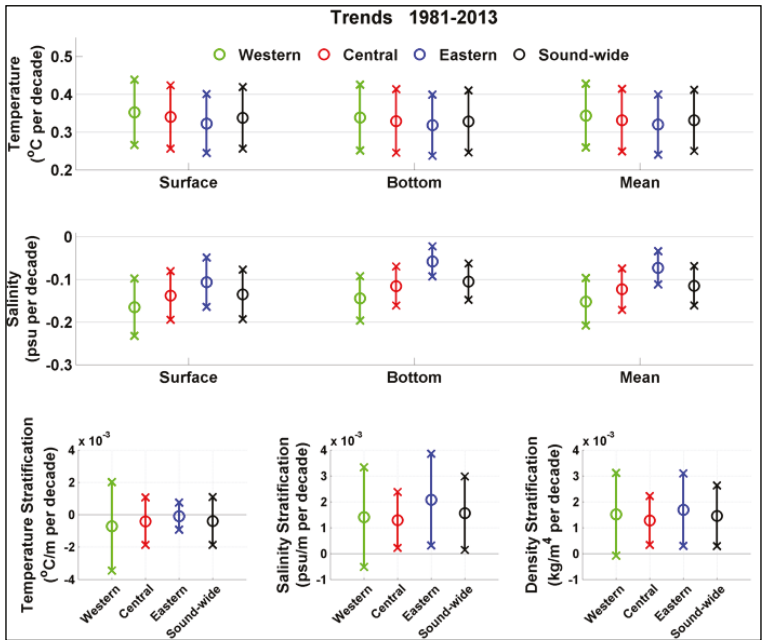 Trends 1981-2013
Western Central Eastern Sound-wide
Temperature
(°C per decade)
0.5
0.4
0.3
0.2
Surface Bottom Mean
Salinity
(psu per decade)
0
-0.1
-0.2
-0.3
Surface Bottom Mean
Temperature Stratification
(°C/m per decade)
x 10⁻³
4
2
0
-2
-4
Western Central Eastern Sound-wide
Salinity Stratification
(psu/m per decade)
x 10⁻³
4
3
2
1
0
-1
Western Central Eastern Sound-wide
Density Stratification
(kg/m⁴ per decade)
x 10⁻³
4
3
2
1
0
-1
Western Central Eastern Sound-wide